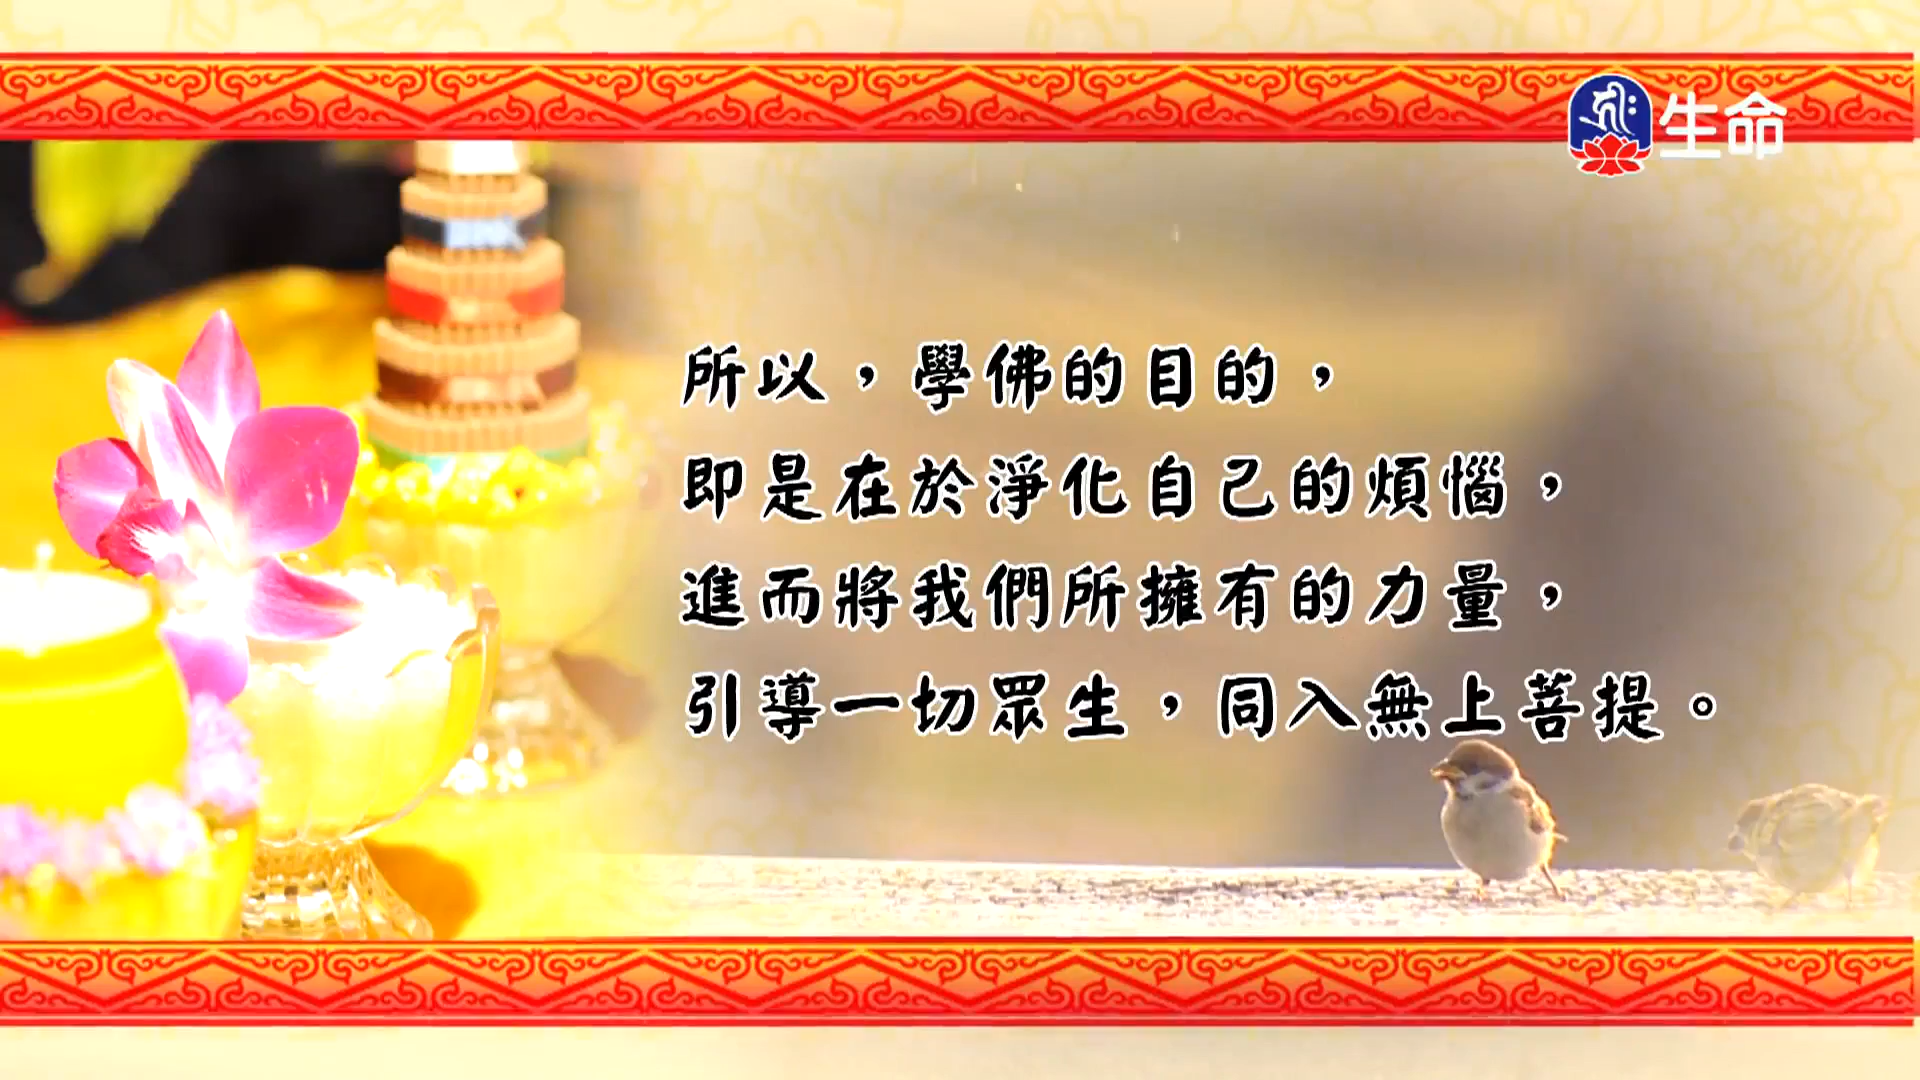 生命
所以，學佛的目的，
即是在於淨化自己的煩惱，
進而將我們所擁有的力量，
引導一切眾生，同入無上菩提。